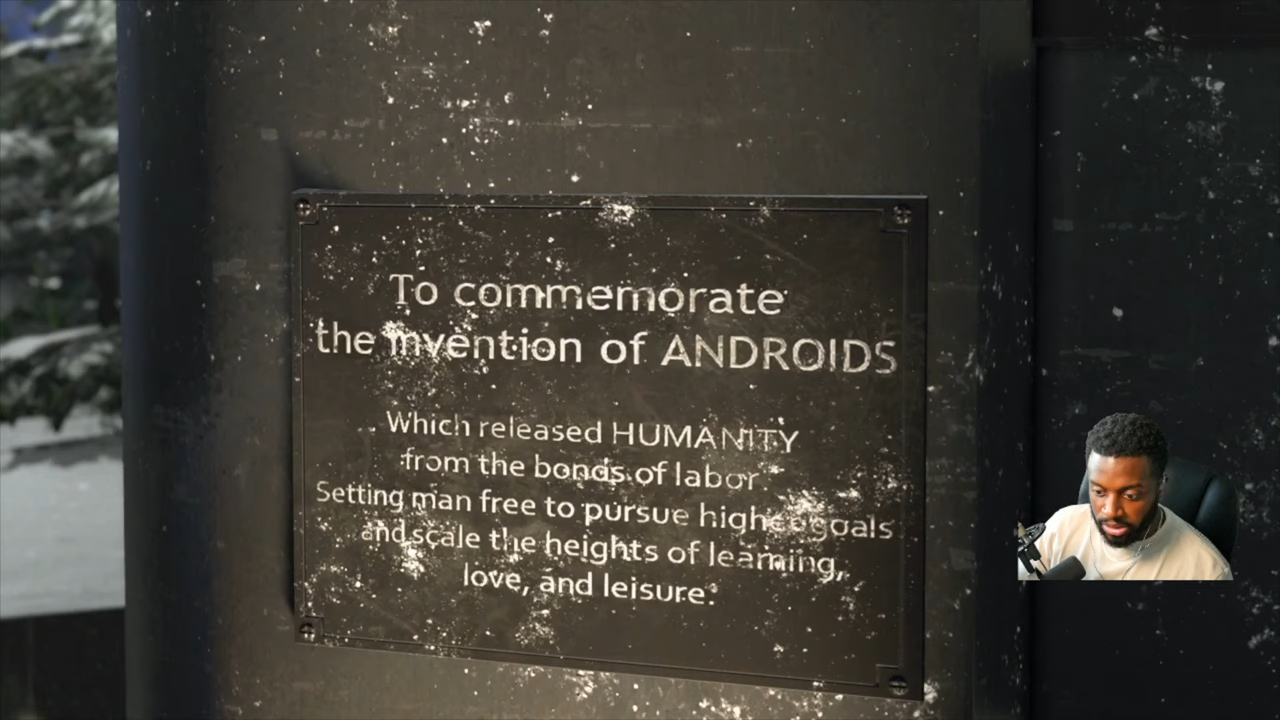 To commemorate
the invention of ANDROIDS
Which released HUMANITY
from the bonds of labor
Setting man free to pursue higher goals
and scale the heights of learning,
love, and leisure.